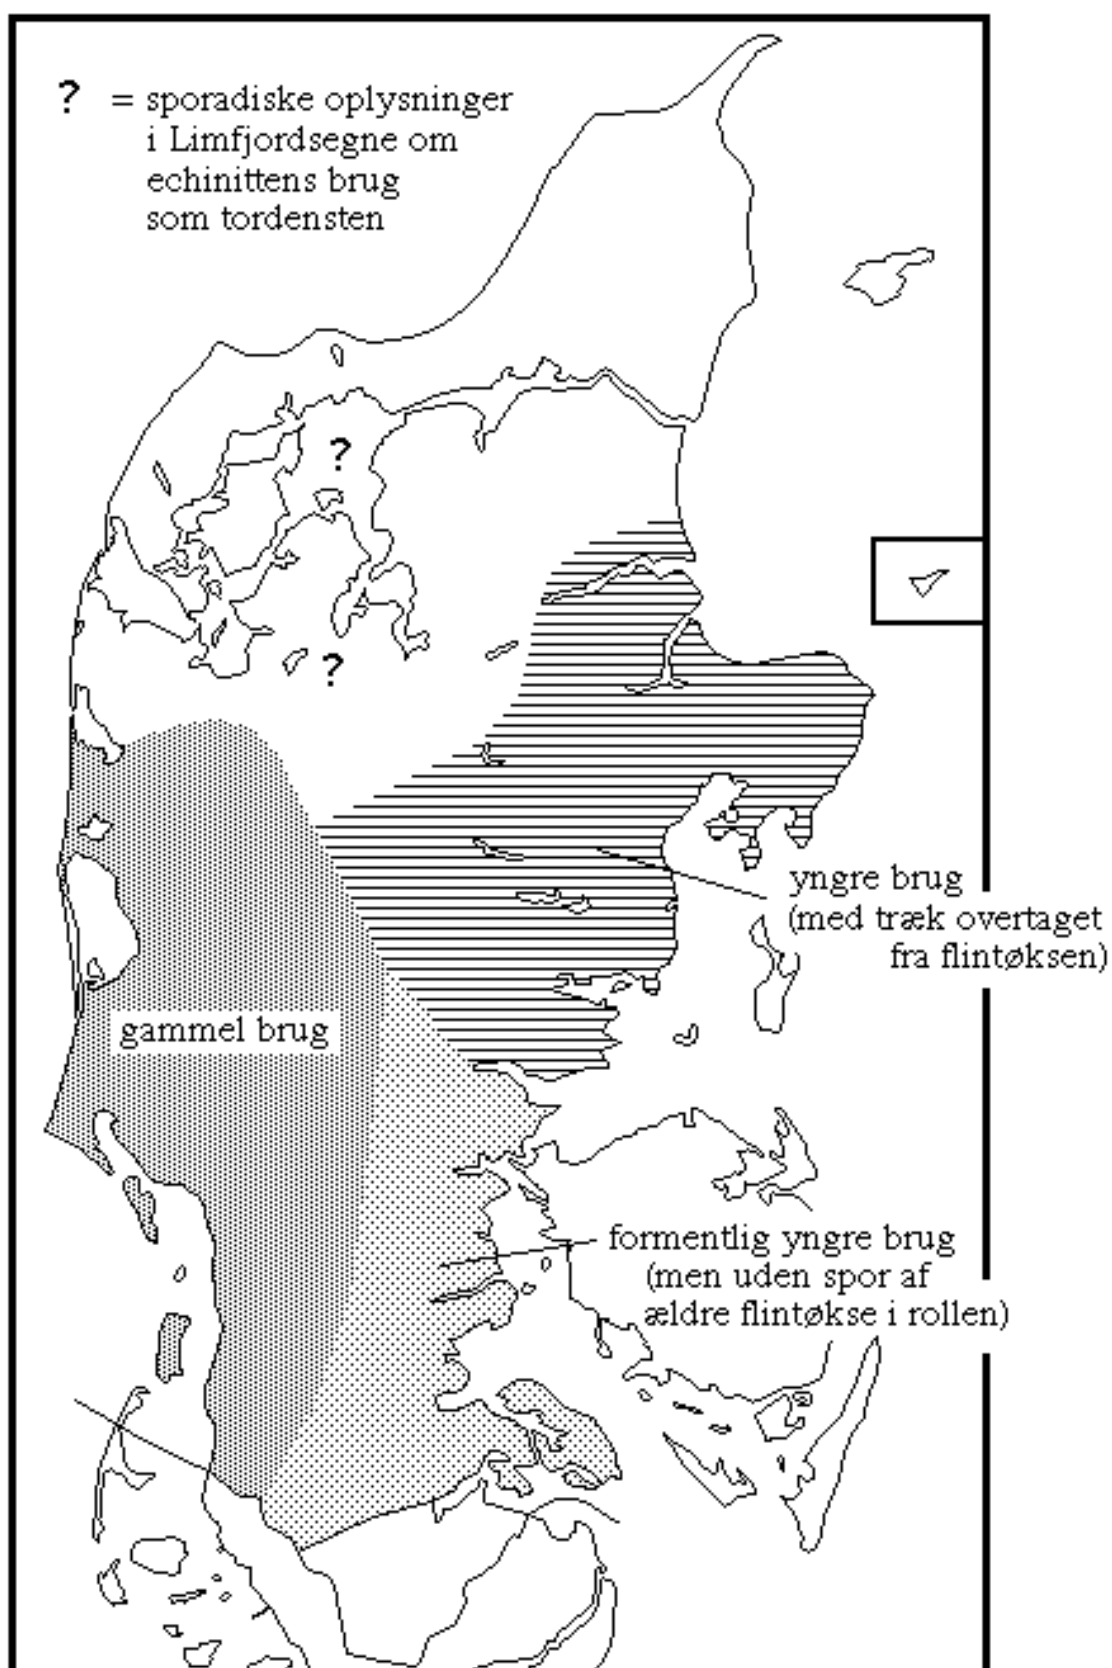 ? = sporadiske oplysninger
i Limfjordsegne om
echinittens brug
som tordensten
?
?
yngre brug
(med træk overtaget
fra flintøksen)
gammel brug
formentlig yngre brug
(men uden spor af
ældre flintøkse i rollen)